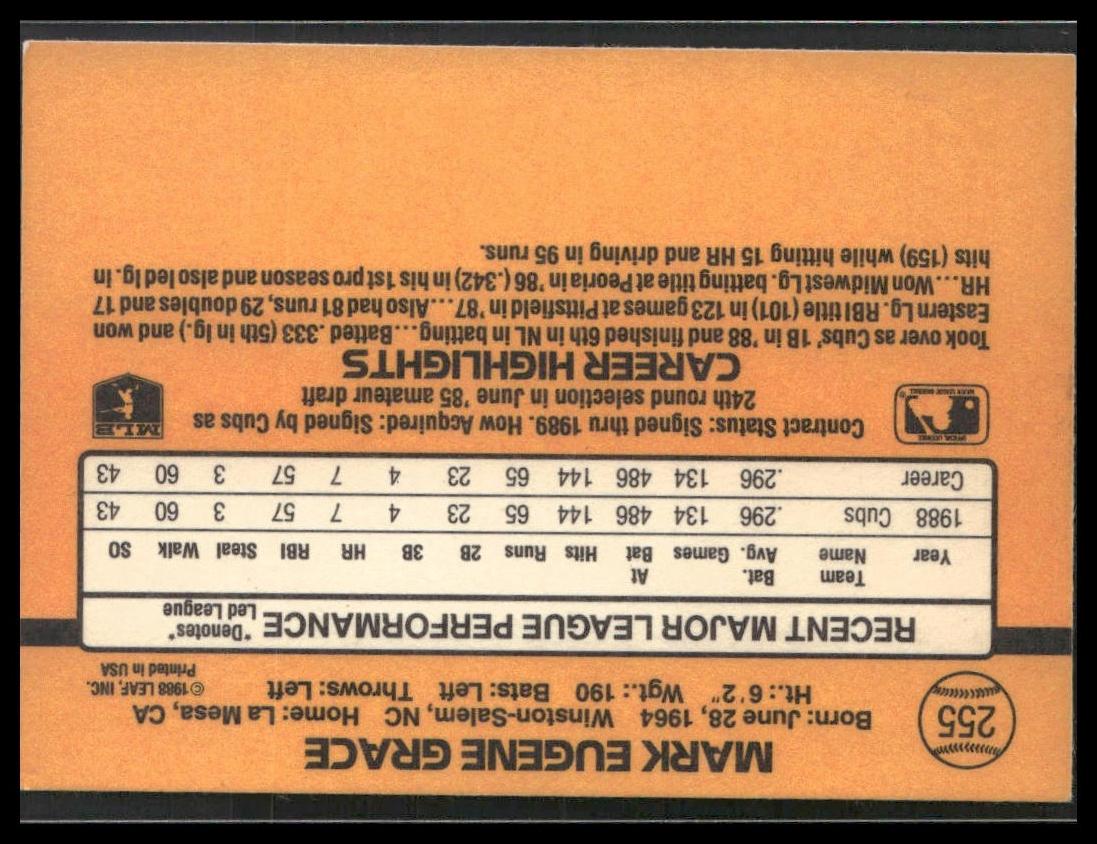 255
MARK EUGENE GRACE
Born: June 28, 1964 Winston-Salem, NC Home: La Mesa, CA
Ht.: 6'2" Wgt.: 190 Bats: Left Throws: Left
© 1988 LEAF, INC.
Printed in USA
RECENT MAJOR LEAGUE PERFORMANCE
"Denotes"
Led League
Year Team Name Bat. Avg. Games At Bat Hits Runs 2B 3B HR RBI Steal Walk SO
1988 Cubs .296 134 486 144 65 23 4 7 57 3 60 43
Career .296 134 486 144 65 23 4 7 57 3 60 43
Contract Status: Signed thru 1989. How Acquired: Signed by Cubs as
24th round selection in June '85 amateur draft
OFFICIAL LICENSEE
MAJOR LEAGUE BASEBALL
MLB
CAREER HIGHLIGHTS
Took over as Cubs' 1B in '88 and finished 6th in NL in batting...Batted .333 (5th in lg.) and won
Eastern Lg. RBI title (101) in 123 games at Pittsfield in '87...Also had 81 runs, 29 doubles and 17
HR...Won Midwest Lg. batting title at Peoria in '86 (.342) in his 1st pro season and also led lg. in
hits (159) while hitting 15 HR and driving in 95 runs.